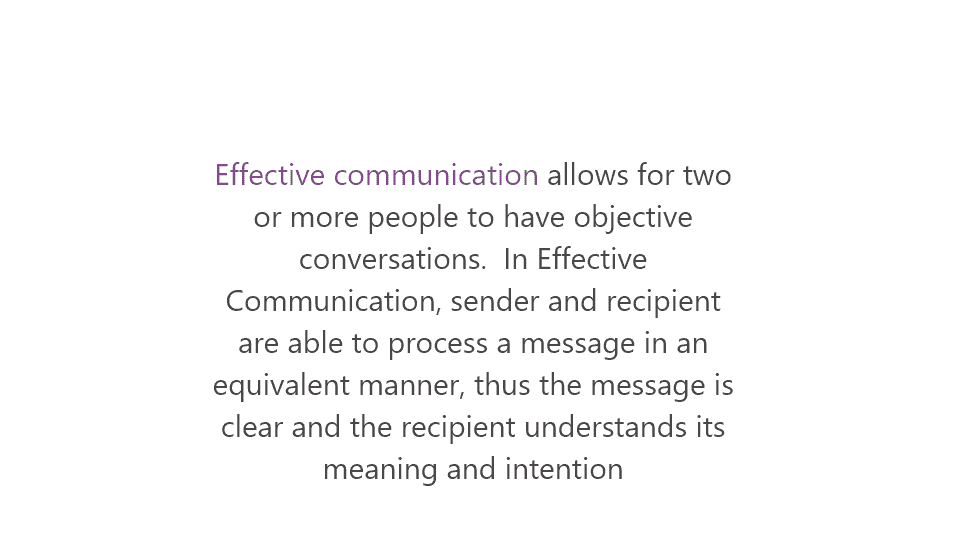 Effective communication allows for two
or more people to have objective
conversations.  In Effective
Communication, sender and recipient
are able to process a message in an
equivalent manner, thus the message is
clear and the recipient understands its
meaning and intention